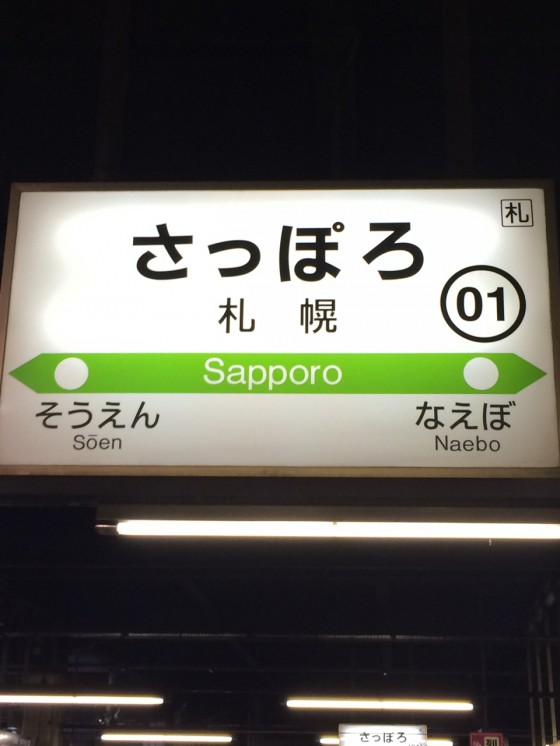 札
さっぽろ
札幌
01
Sapporo
そうえん なえぼ
Sōen Naebo
さっぽろ